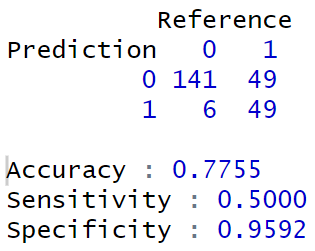 Reference
Prediction 0 1
0 141 49
1 6 49
Accuracy : 0.7755
Sensitivity : 0.5000
Specificity : 0.9592